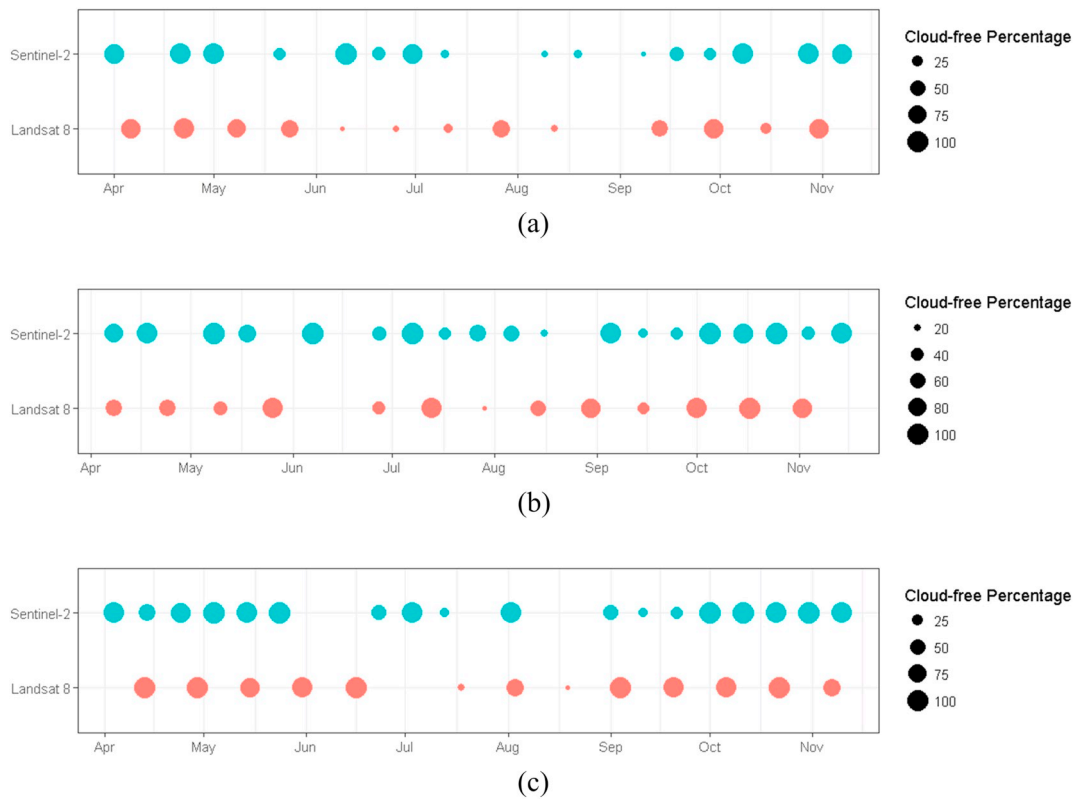 Sentinel-2
Landsat 8
Apr May Jun Jul Aug Sep Oct Nov
Cloud-free Percentage
25
50
75
100
(a)
Sentinel-2
Landsat 8
Apr May Jun Jul Aug Sep Oct Nov
Cloud-free Percentage
20
40
60
80
100
(b)
Sentinel-2
Landsat 8
Apr May Jun Jul Aug Sep Oct Nov
Cloud-free Percentage
25
50
75
100
(c)